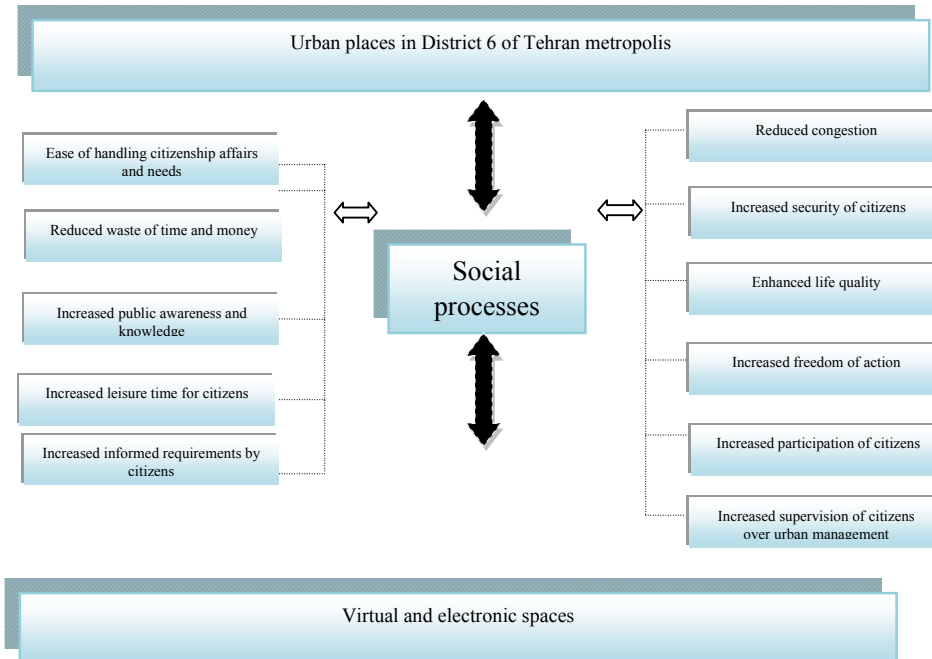 Urban places in District 6 of Tehran metropolis
Ease of handling citizenship affairs
and needs
Reduced waste of time and money
Increased public awareness and
knowledge
Increased leisure time for citizens
Increased informed requirements by
citizens
Social
processes
Reduced congestion
Increased security of citizens
Enhanced life quality
Increased freedom of action
Increased participation of citizens
Increased supervision of citizens
over urban management
Virtual and electronic spaces